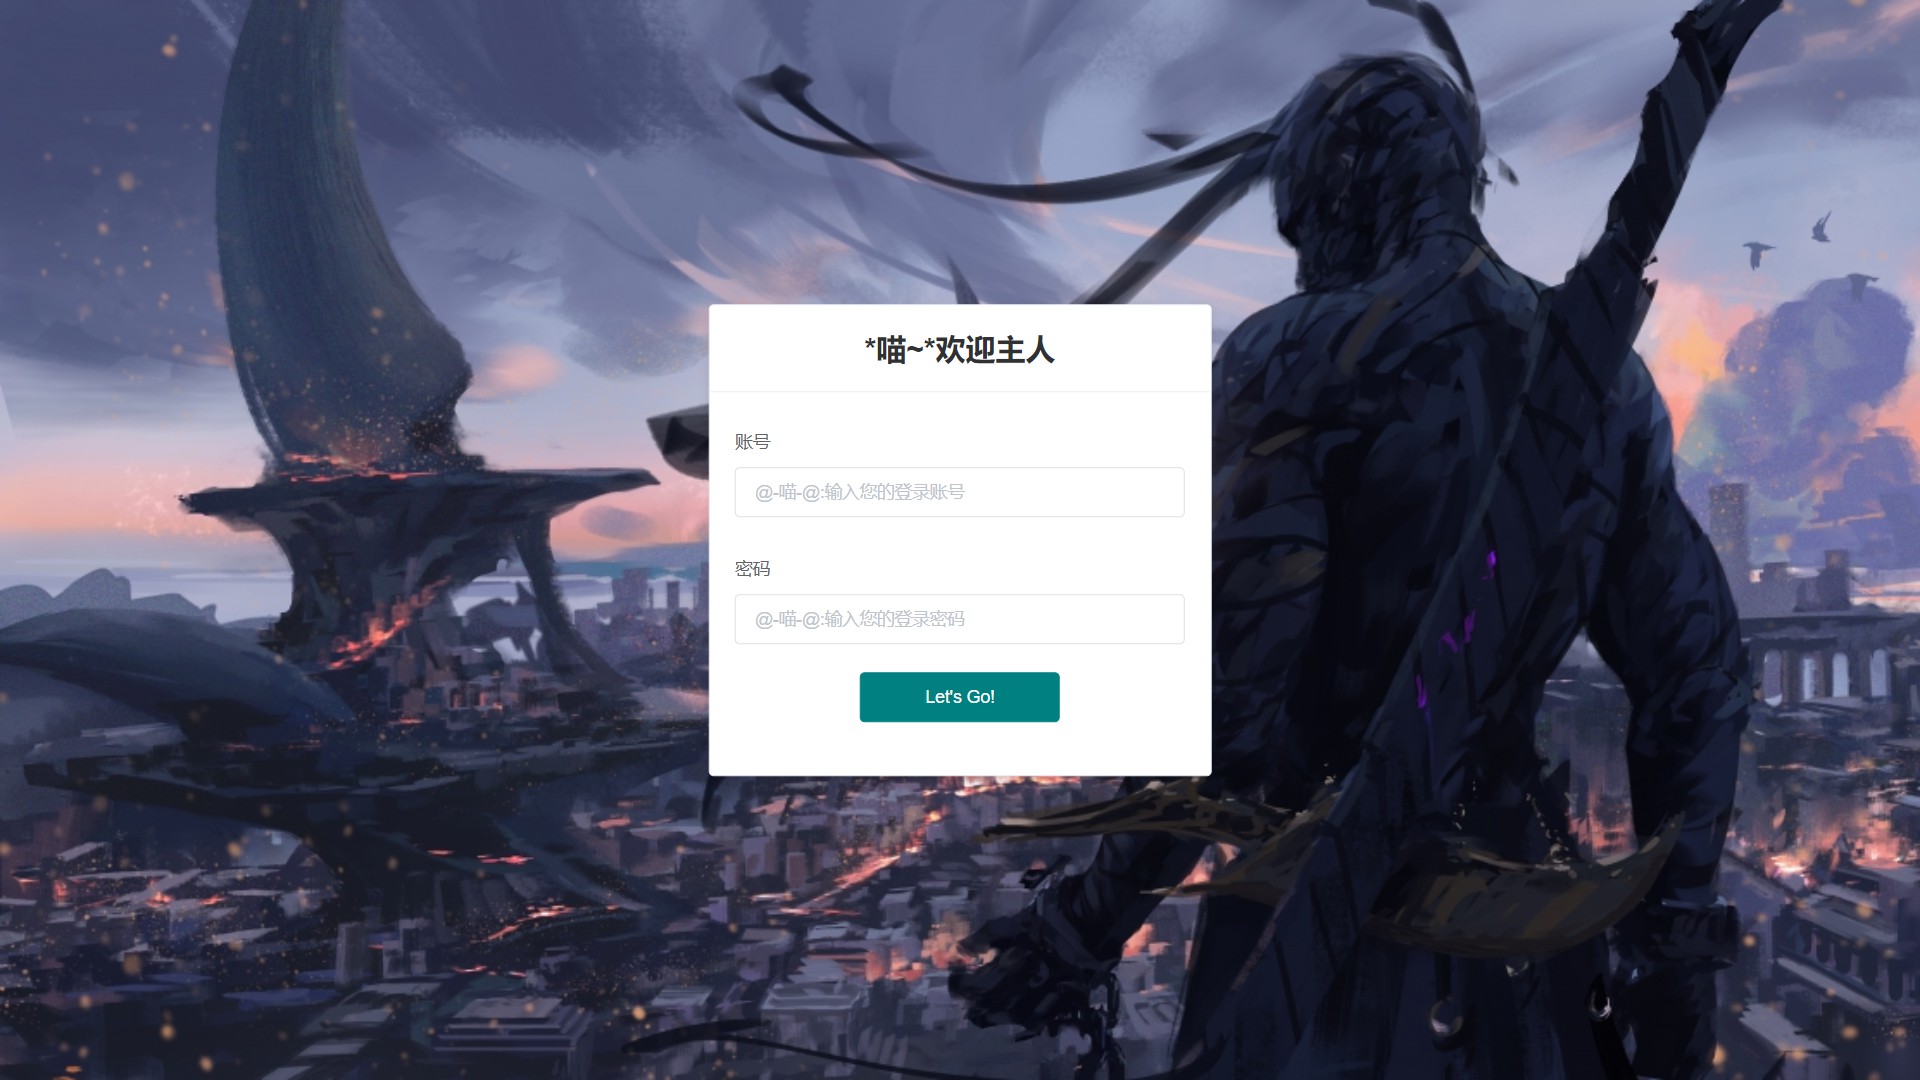 *喵~*欢迎主人
账号
@-喵-@:输入您的登录账号
密码
@-喵-@:输入您的登录密码
Let's Go!